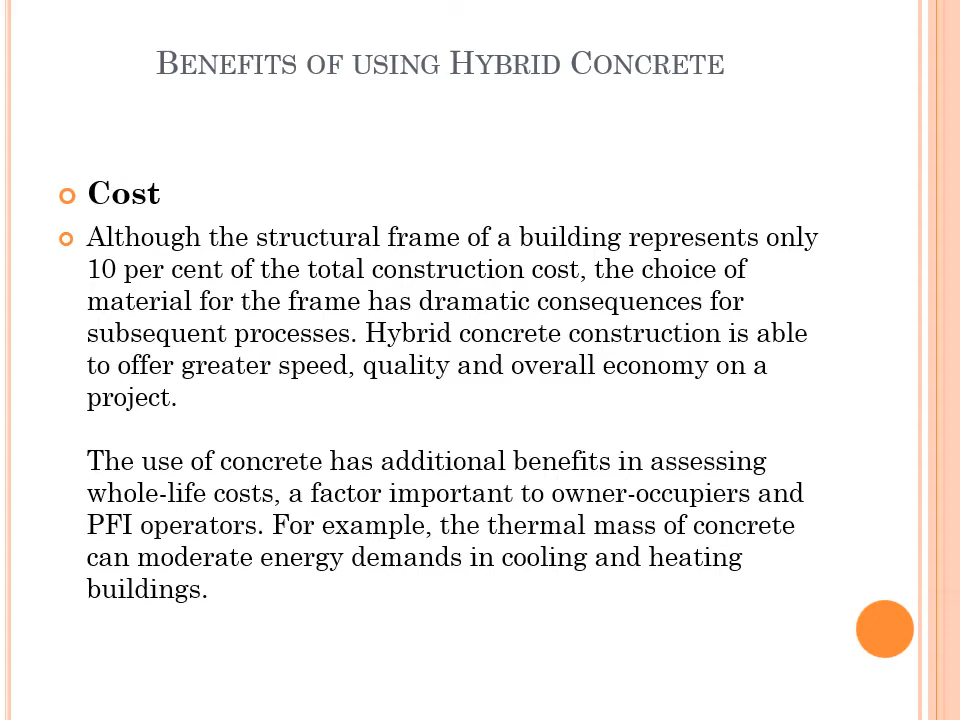 BENEFITS OF USING HYBRID CONCRETE
Cost
Although the structural frame of a building represents only
10 per cent of the total construction cost, the choice of
material for the frame has dramatic consequences for
subsequent processes. Hybrid concrete construction is able
to offer greater speed, quality and overall economy on a
project.
The use of concrete has additional benefits in assessing
whole-life costs, a factor important to owner-occupiers and
PFI operators. For example, the thermal mass of concrete
can moderate energy demands in cooling and heating
buildings.